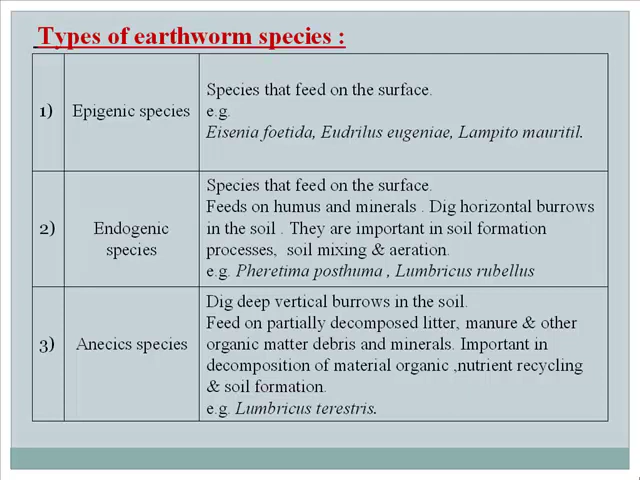 Types of earthworm species :
1)
Epigenic species
Species that feed on the surface.
e.g.
Eisenia foetida, Eudrilus eugeniae, Lampito mauritil.
2)
Endogenic
species
Species that feed on the surface.
Feeds on humus and minerals . Dig horizontal burrows
in the soil . They are important in soil formation
processes, soil mixing & aeration.
e.g. Pheretima posthuma , Lumbricus rubellus
3)
Anecics species
Dig deep vertical burrows in the soil.
Feed on partially decomposed litter, manure & other
organic matter debris and minerals. Important in
decomposition of material organic ,nutrient recycling
& soil formation.
e.g. Lumbricus terestris.